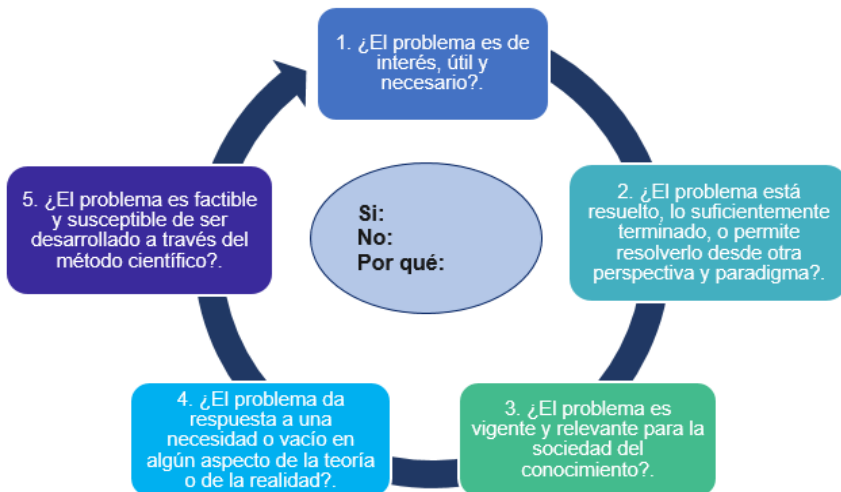 1. ¿El problema es de
interés, útil y
necesario?.
2. ¿El problema está
resuelto, lo suficientemente
terminado, o permite
resolverlo desde otra
perspectiva y paradigma?.
3. ¿El problema es
vigente y relevante para la
sociedad del
conocimiento?.
4. ¿El problema da
respuesta a una
necesidad o vacío en
algún aspecto de la teoría
o de la realidad?.
5. ¿El problema es factible
y susceptible de ser
desarrollado a través del
método científico?.
Si:
No:
Por qué: